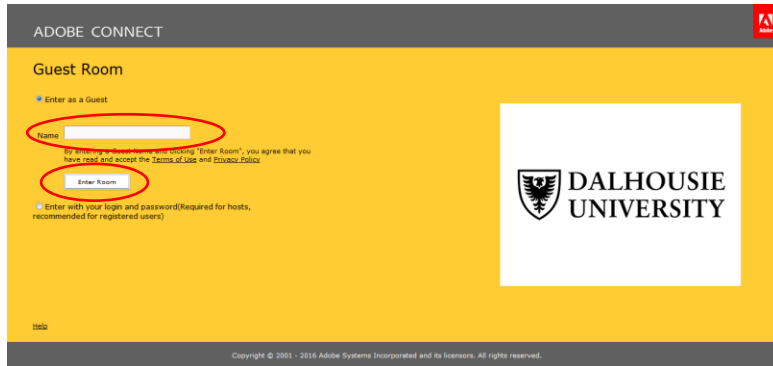 ADOBE CONNECT
Adobe
Guest Room
Enter as a Guest
Name
By entering a Guest Name and clicking "Enter Room", you agree that you
have read and accept the Terms of Use and Privacy Policy
Enter Room
Enter with your login and password(Required for hosts,
recommended for registered users)
DALHOUSIE
UNIVERSITY
Help
Copyright © 2001 - 2016 Adobe Systems Incorporated and its licensors. All rights reserved.